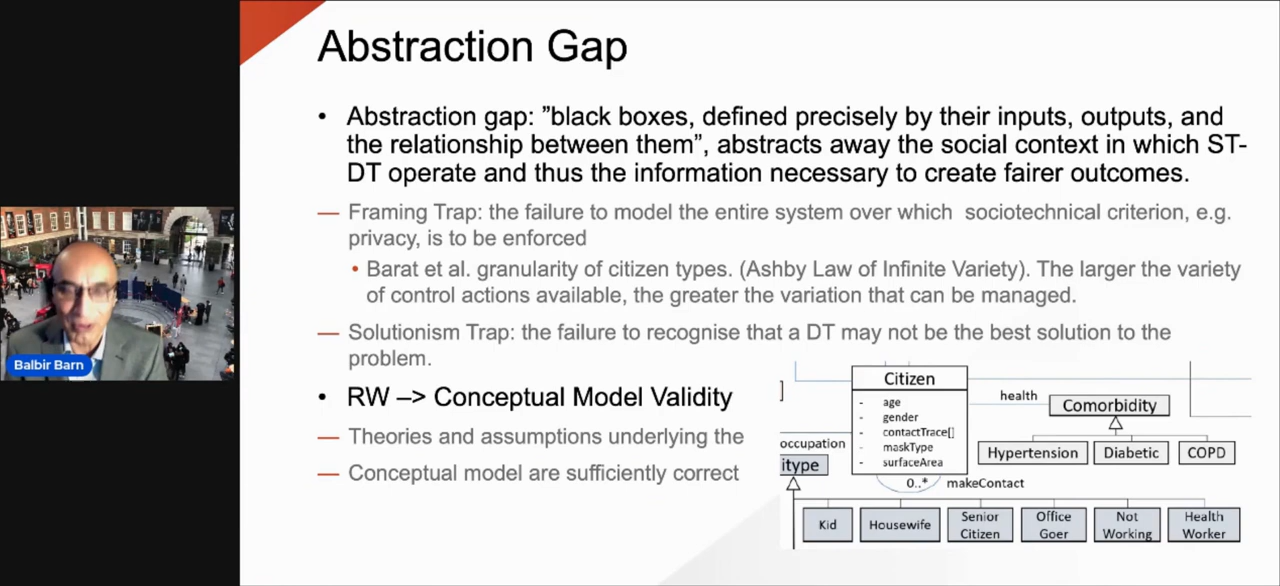 Abstraction Gap
• Abstraction gap: ”black boxes, defined precisely by their inputs, outputs, and
the relationship between them”, abstracts away the social context in which ST-
DT operate and thus the information necessary to create fairer outcomes.
— Framing Trap: the failure to model the entire system over which sociotechnical criterion, e.g.
privacy, is to be enforced
• Barat et al. granularity of citizen types. (Ashby Law of Infinite Variety). The larger the variety
of control actions available, the greater the variation that can be managed.
— Solutionism Trap: the failure to recognise that a DT may not be the best solution to the
problem.
• RW –> Conceptual Model Validity
— Theories and assumptions underlying the
— Conceptual model are sufficiently correct
Balbir Barn
Citizen
- age
- gender
- contactTrace[]
- maskType
- surfaceArea
health
Comorbidity
Hypertension
Diabetic
COPD
occupation
itype
0..*
makeContact
Kid
Housewife
Senior
Citizen
Office
Goer
Not
Working
Health
Worker